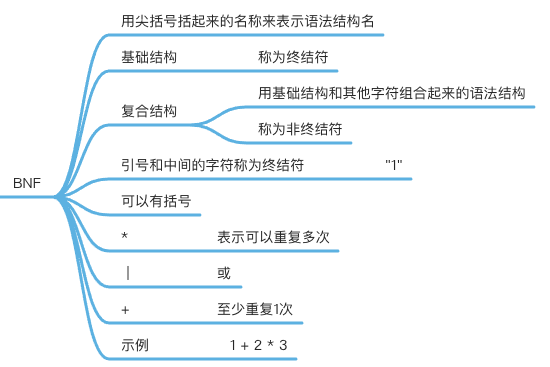 用尖括号括起来的名称来表示语法结构名
基础结构 称为终结符
用基础结构和其他字符组合起来的语法结构
复合结构
称为非终结符
引号和中间的字符称为终结符 "1"
BNF
可以有括号
* 表示可以重复多次
| 或
+ 至少重复1次
示例 1 + 2 * 3